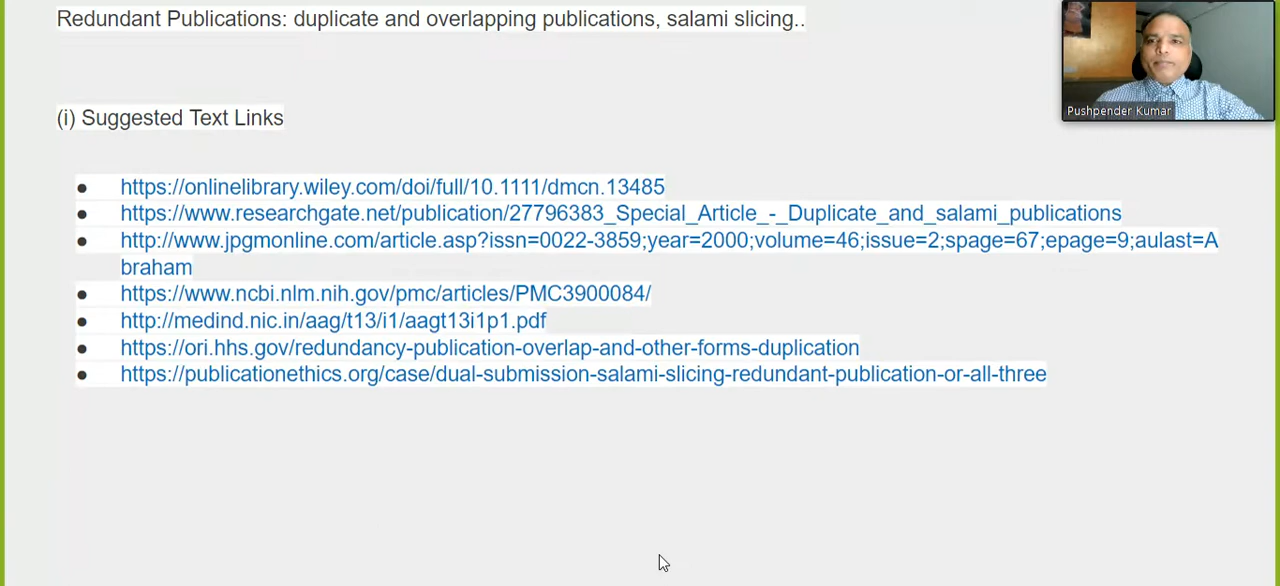 Redundant Publications: duplicate and overlapping publications, salami slicing..
Pushpender Kumar
(i) Suggested Text Links
● https://onlinelibrary.wiley.com/doi/full/10.1111/dmcn.13485
● https://www.researchgate.net/publication/27796383_Special_Article_-_Duplicate_and_salami_publications
● http://www.jpgmonline.com/article.asp?issn=0022-3859;year=2000;volume=46;issue=2;spage=67;epage=9;aulast=A
braham
● https://www.ncbi.nlm.nih.gov/pmc/articles/PMC3900084/
● http://medind.nic.in/aag/t13/i1/aagt13i1p1.pdf
● https://ori.hhs.gov/redundancy-publication-overlap-and-other-forms-duplication
● https://publicationethics.org/case/dual-submission-salami-slicing-redundant-publication-or-all-three